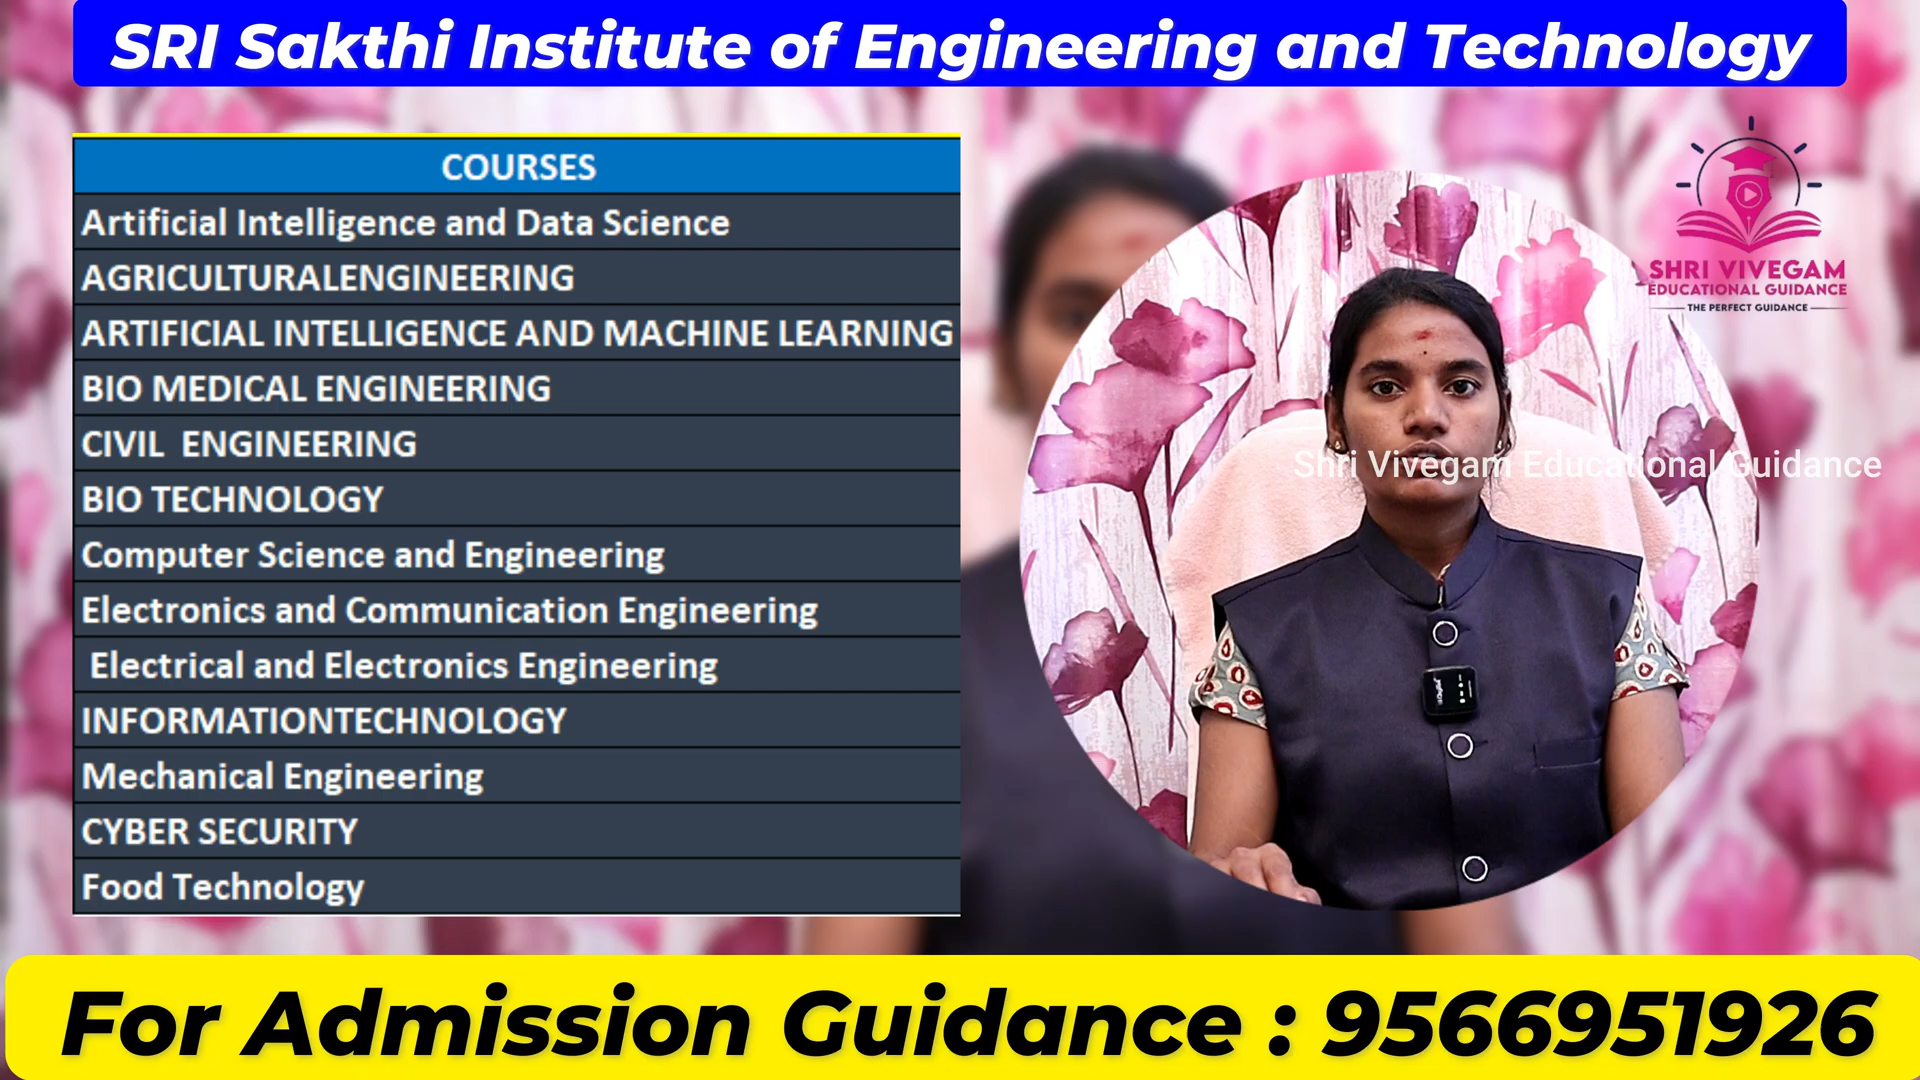 SRI Sakthi Institute of Engineering and Technology
COURSES
Artificial Intelligence and Data Science
AGRICULTURALENGINEERING
ARTIFICIAL INTELLIGENCE AND MACHINE LEARNING
BIO MEDICAL ENGINEERING
CIVIL  ENGINEERING
BIO TECHNOLOGY
Computer Science and Engineering
Electronics and Communication Engineering
Electrical and Electronics Engineering
INFORMATIONTECHNOLOGY
Mechanical Engineering
CYBER SECURITY
Food Technology
SHRI VIVEGAM
EDUCATIONAL GUIDANCE
THE PERFECT GUIDANCE
Shri Vivegam Educational Guidance
For Admission Guidance : 9566951926